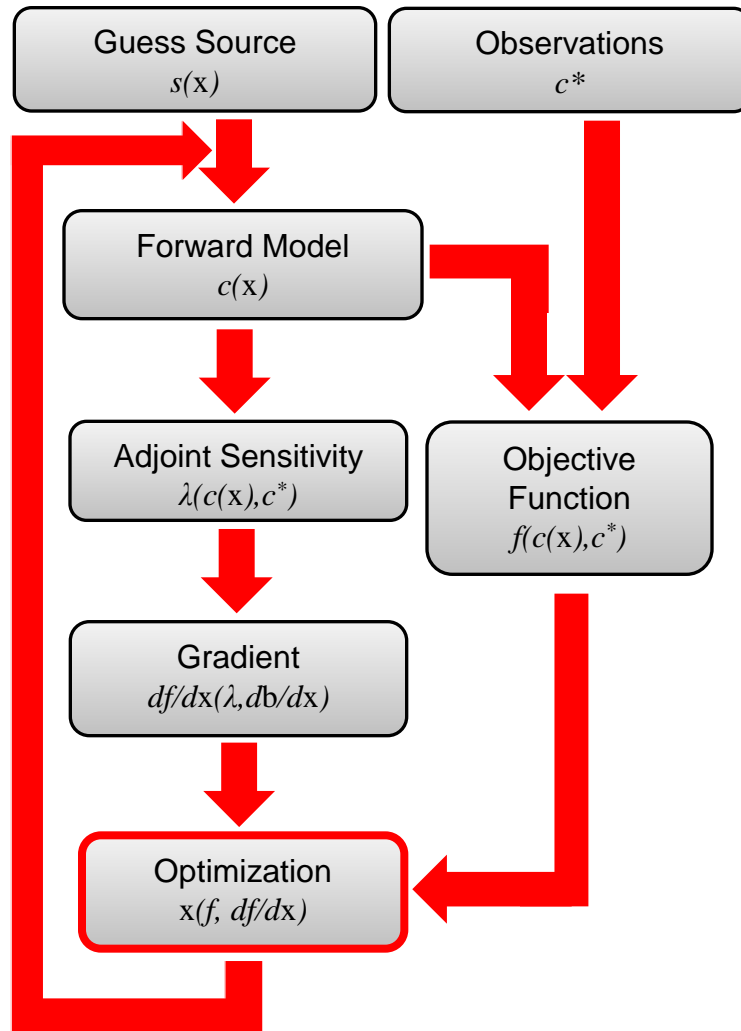 Guess Source
s(x)
Observations
c*
Forward Model
c(x)
Adjoint Sensitivity
λ(c(x),c*)
Objective
Function
f(c(x),c*)
Gradient
df/dx(λ,db/dx)
Optimization
x(f, df/dx)